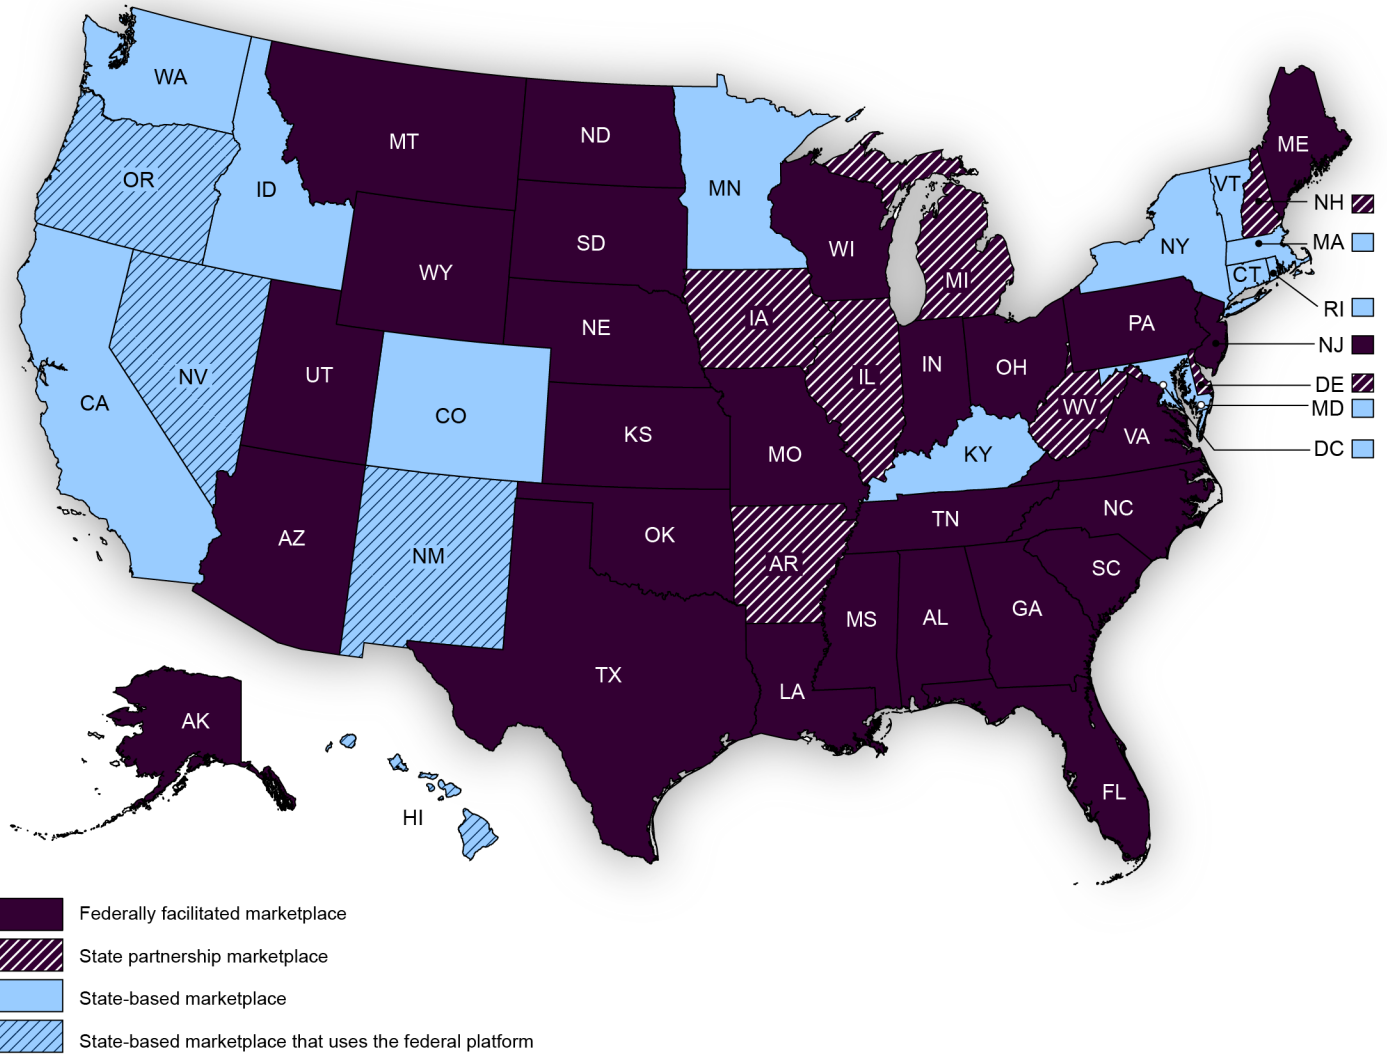 WA
MT
ND
MN
ME
OR
ID
VT
NH
SD
WI
NY
MA
WY
MI
CT
RI
NE
IA
PA
NJ
UT
NV
IN
OH
IL
DE
CA
CO
WV
MD
KS
MO
KY
VA
DC
AZ
NM
OK
AR
TN
NC
SC
MS
AL
GA
TX
LA
AK
HI
FL
Federally facilitated marketplace
State partnership marketplace
State-based marketplace
State-based marketplace that uses the federal platform